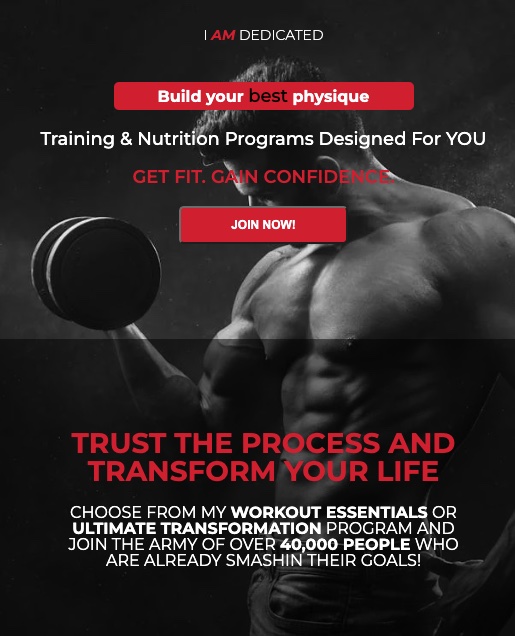 I AM DEDICATED
Build your best physique
Training & Nutrition Programs Designed For YOU
GET FIT. GAIN CONFIDENCE.
JOIN NOW!
TRUST THE PROCESS AND
TRANSFORM YOUR LIFE
CHOOSE FROM MY WORKOUT ESSENTIALS OR
ULTIMATE TRANSFORMATION PROGRAM AND
JOIN THE ARMY OF OVER 40,000 PEOPLE WHO
ARE ALREADY SMASHIN THEIR GOALS!